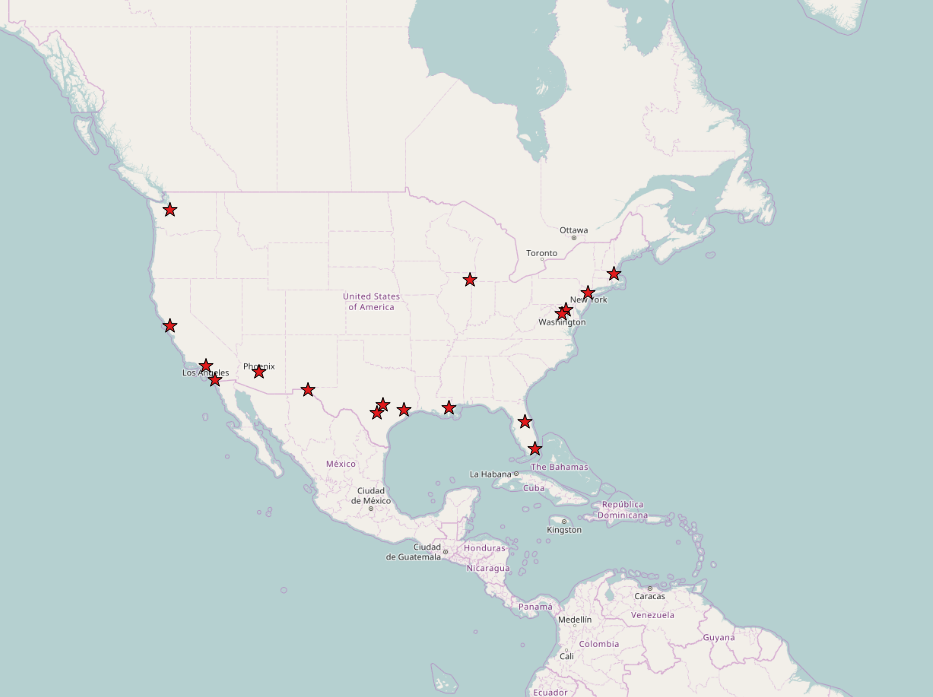 Ottawa
Toronto
United States
of America
New York
Washington
Los Angeles
Phoenix
México
La Habana
The Bahamas
Cuba
Ciudad
de México
República
Dominicana
Kingston
Ciudad
de Guatemala
Honduras
Nicaragua
Caracas
Panamá
Medellín
Venezuela
Guyana
Colombia
Cali
Ecuador